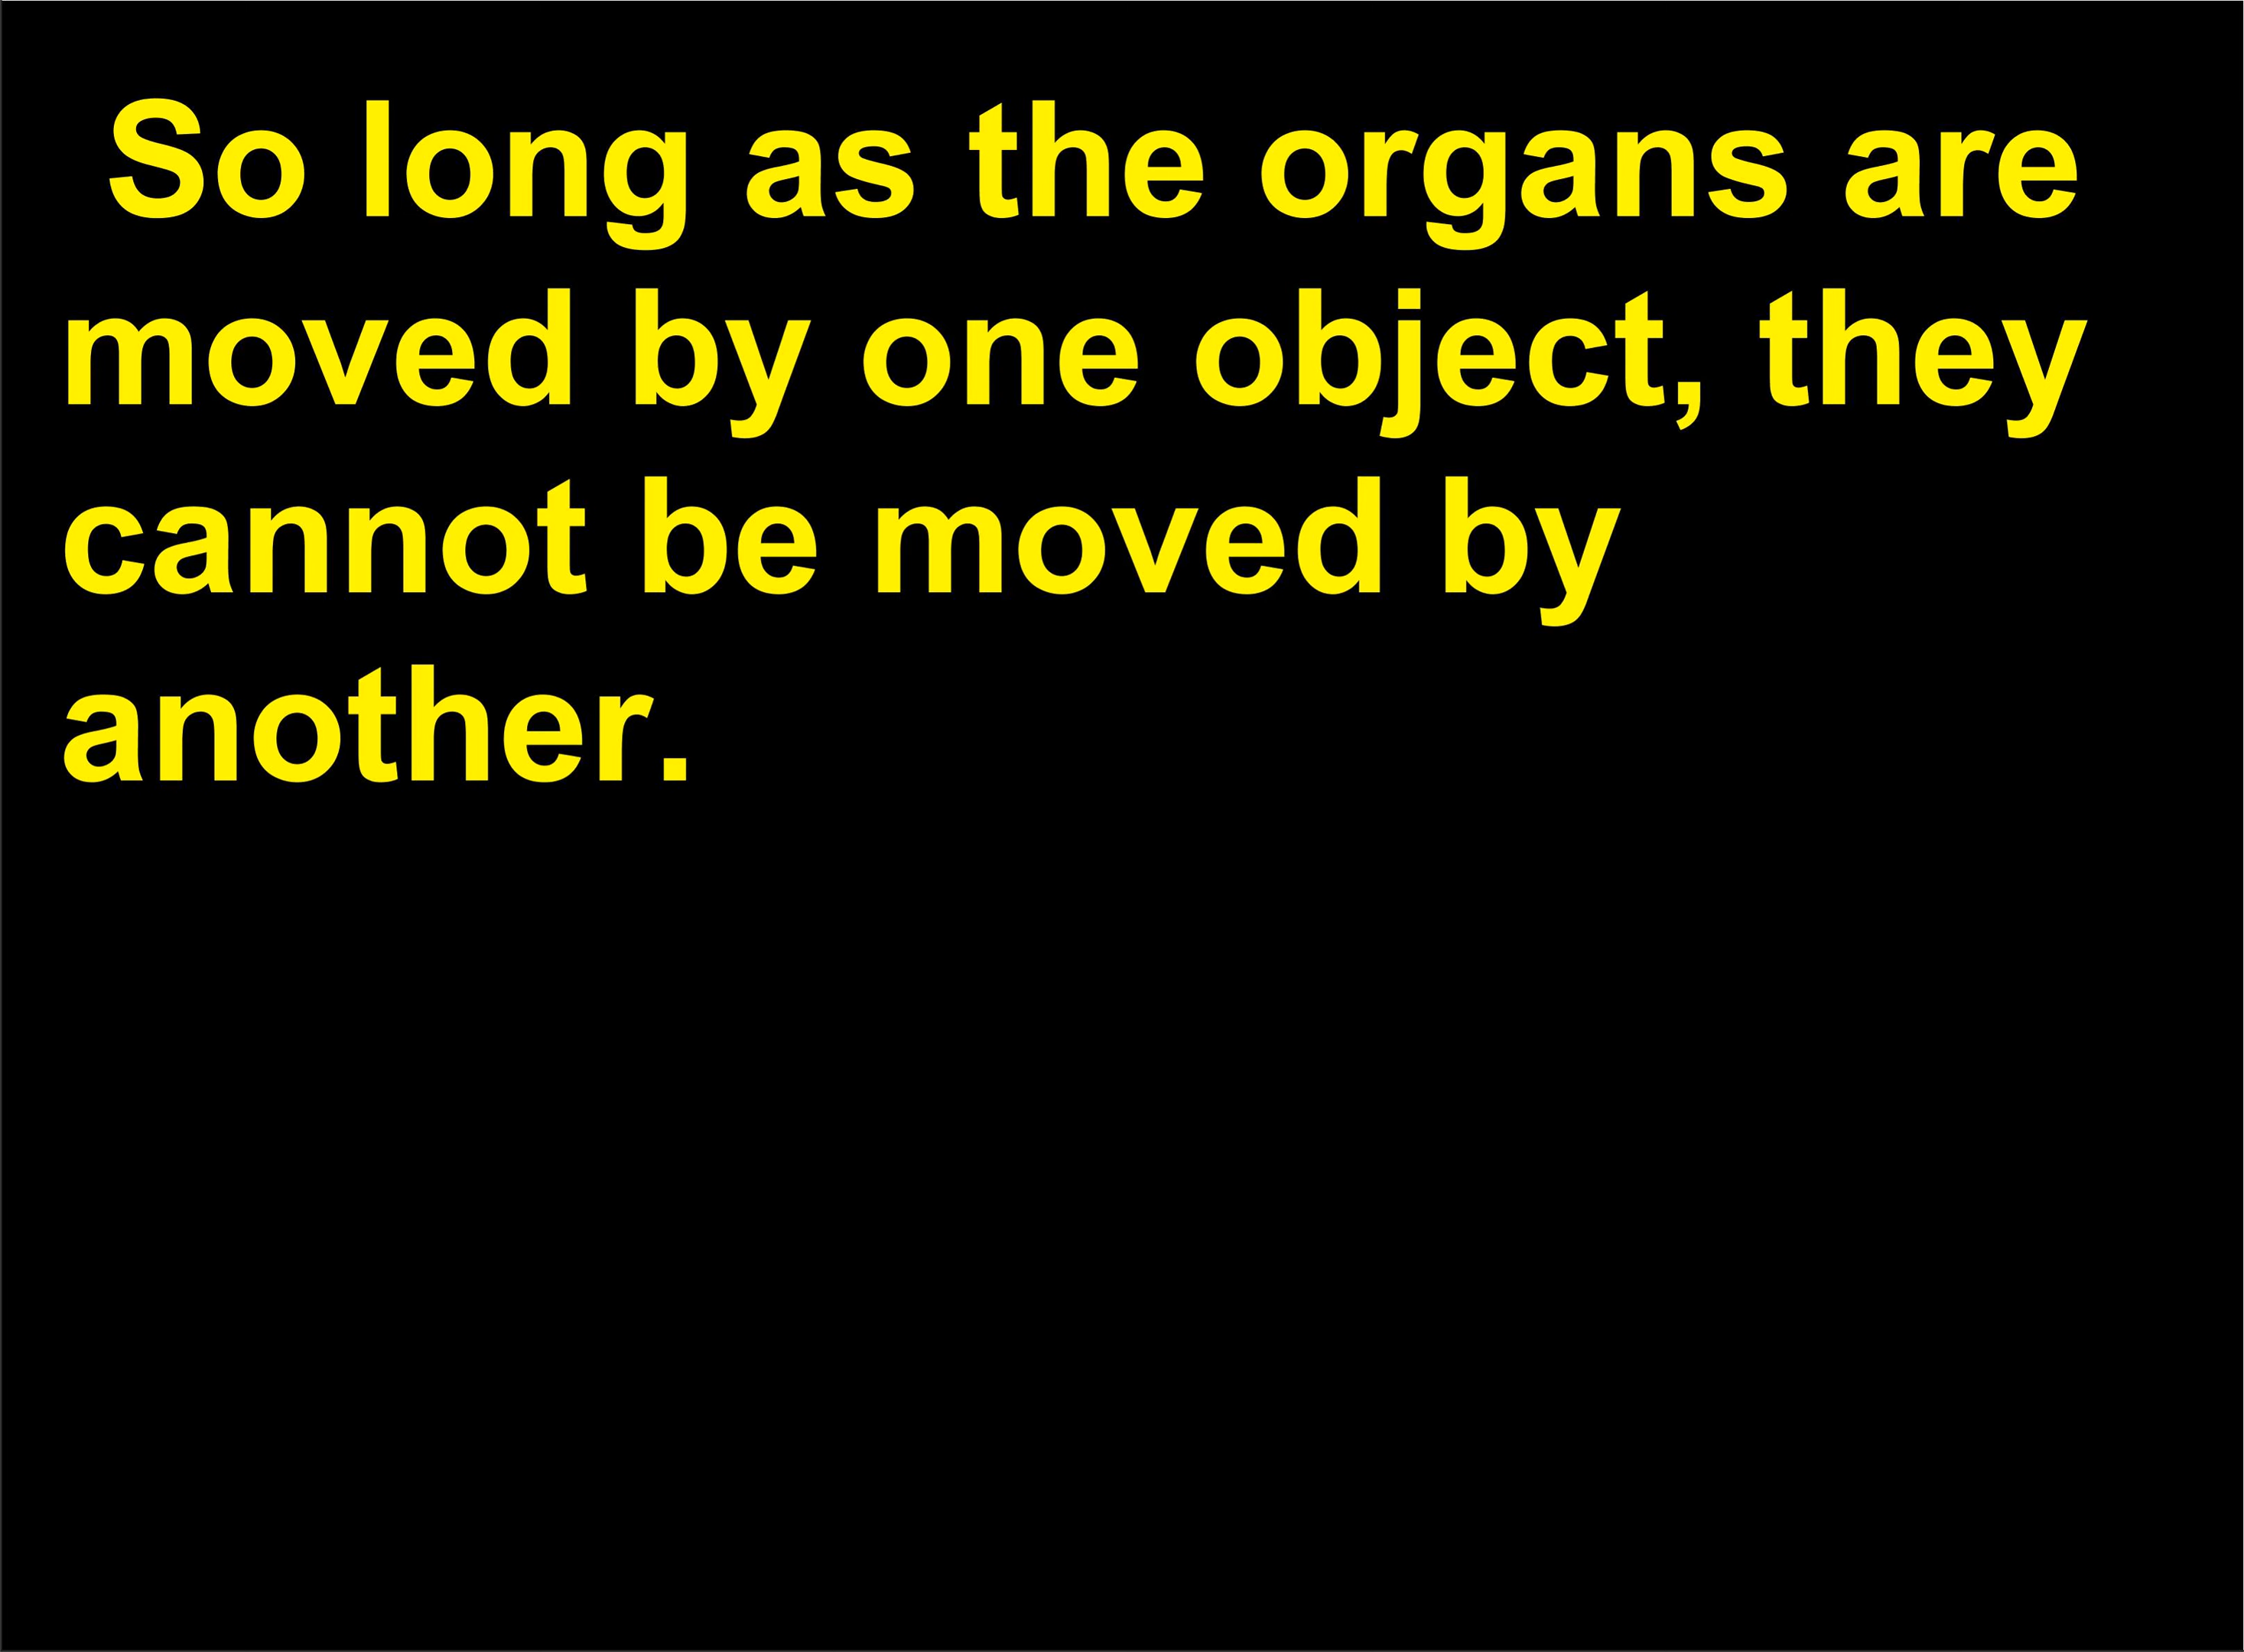 So long as the organs are
moved by one object, they
cannot be moved by
another.